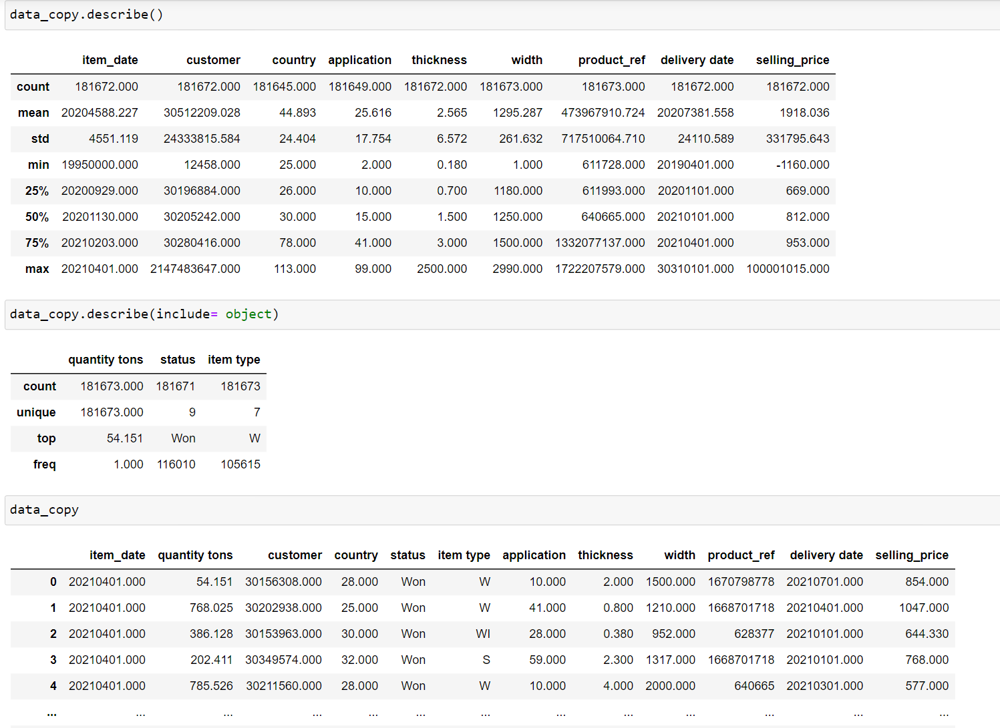 data_copy.describe()
item_date customer country application thickness width product_ref delivery date selling_price
count 181672.000 181672.000 181645.000 181649.000 181672.000 181673.000 181673.000 181672.000 181672.000
mean 20204588.227 30512209.028 44.893 25.616 2.565 1295.287 473967910.724 20207381.558 1918.036
std 4551.119 24333815.584 24.404 17.754 6.572 261.632 717510064.710 24110.589 331795.643
min 19950000.000 12458.000 25.000 2.000 0.180 1.000 611728.000 20190401.000 -1160.000
25% 20200929.000 30196884.000 26.000 10.000 0.700 1180.000 611993.000 20201101.000 669.000
50% 20201130.000 30205242.000 30.000 15.000 1.500 1250.000 640665.000 20210101.000 812.000
75% 20210203.000 30280416.000 78.000 41.000 3.000 1500.000 1332077137.000 20210401.000 953.000
max 20210401.000 2147483647.000 113.000 99.000 2500.000 2990.000 1722207579.000 30310101.000 100001015.000
data_copy.describe(include= object)
quantity tons status item type
count 181673.000 181671 181673
unique 181673.000 9 7
top 54.151 Won W
freq 1.000 116010 105615
data_copy
item_date quantity tons customer country status item type application thickness width product_ref delivery date selling_price
0 20210401.000 54.151 30156308.000 28.000 Won W 10.000 2.000 1500.000 1670798778 20210701.000 854.000
1 20210401.000 768.025 30202938.000 25.000 Won W 41.000 0.800 1210.000 1668701718 20210401.000 1047.000
2 20210401.000 386.128 30153963.000 30.000 Won WI 28.000 0.380 952.000 628377 20210101.000 644.330
3 20210401.000 202.411 30349574.000 32.000 Won S 59.000 2.300 1317.000 1668701718 20210101.000 768.000
4 20210401.000 785.526 30211560.000 28.000 Won W 10.000 4.000 2000.000 640665 20210301.000 577.000
... ... ... ... ... ... ... ... ... ... ... ... ...